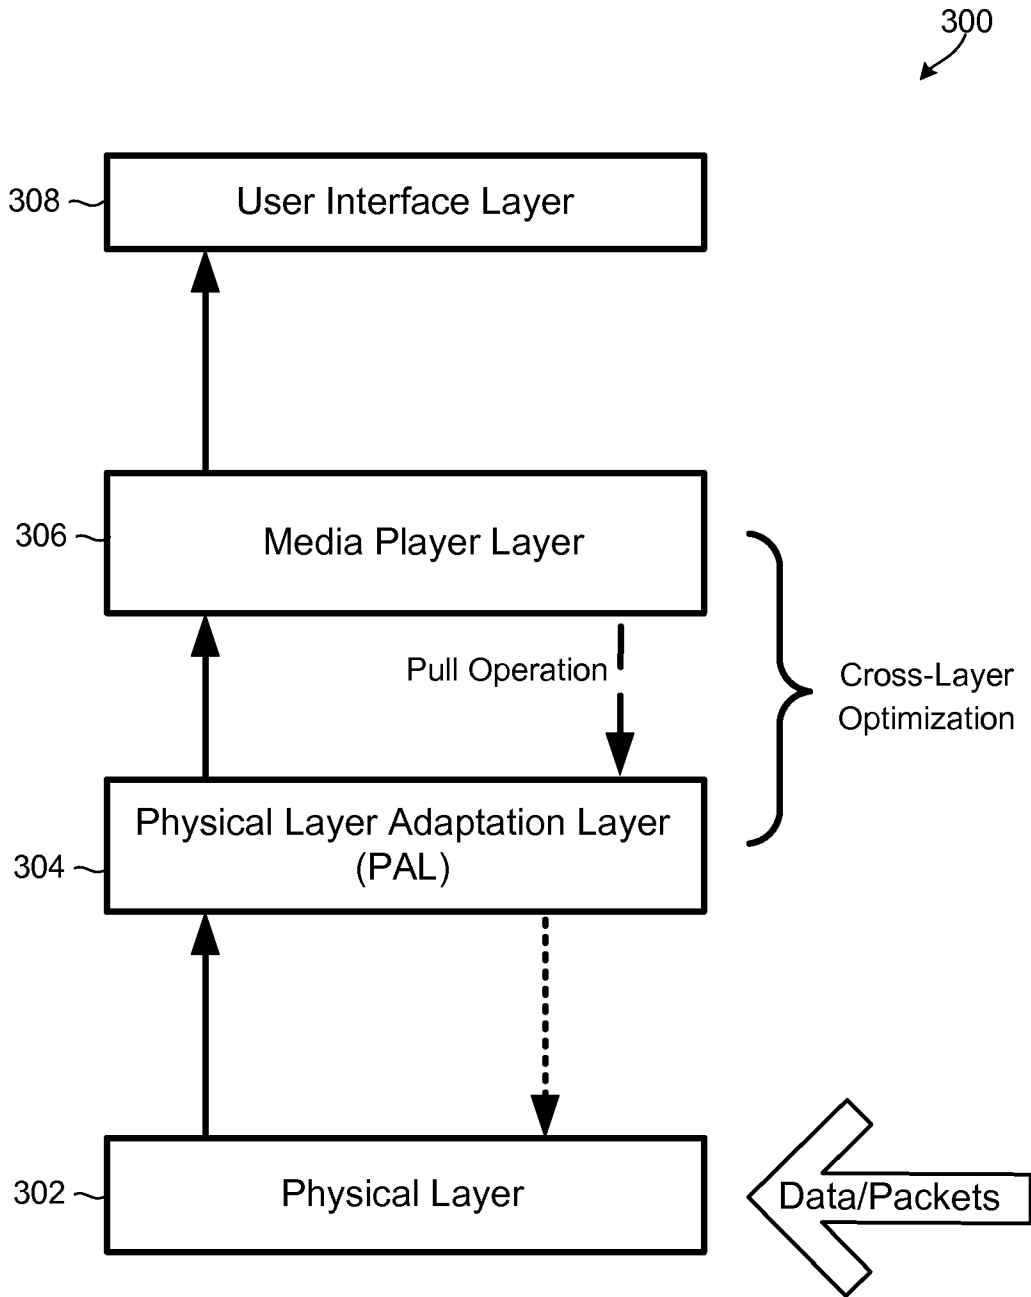 300
308
User Interface Layer
306
Media Player Layer
Pull Operation
Cross-Layer
Optimization
Physical Layer Adaptation Layer
(PAL)
304
302
Physical Layer
Data/Packets